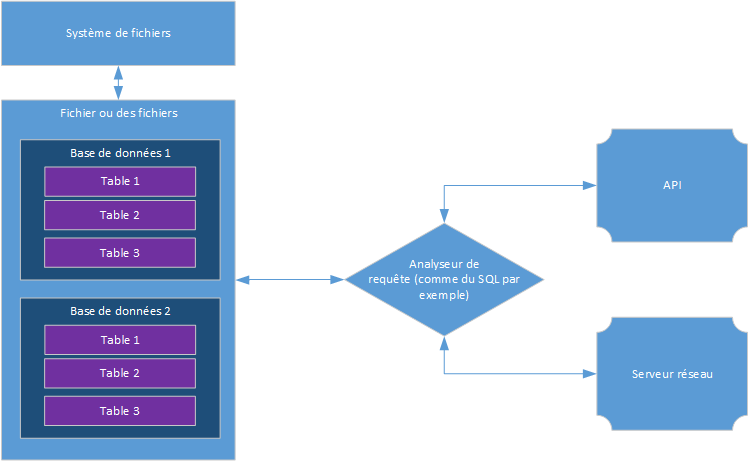 Système de fichiers
Fichier ou des fichiers
Base de données 1
Table 1
Table 2
Table 3
Base de données 2
Table 1
Table 2
Table 3
Analyseur de
requête (comme du SQL par
exemple)
API
Serveur réseau